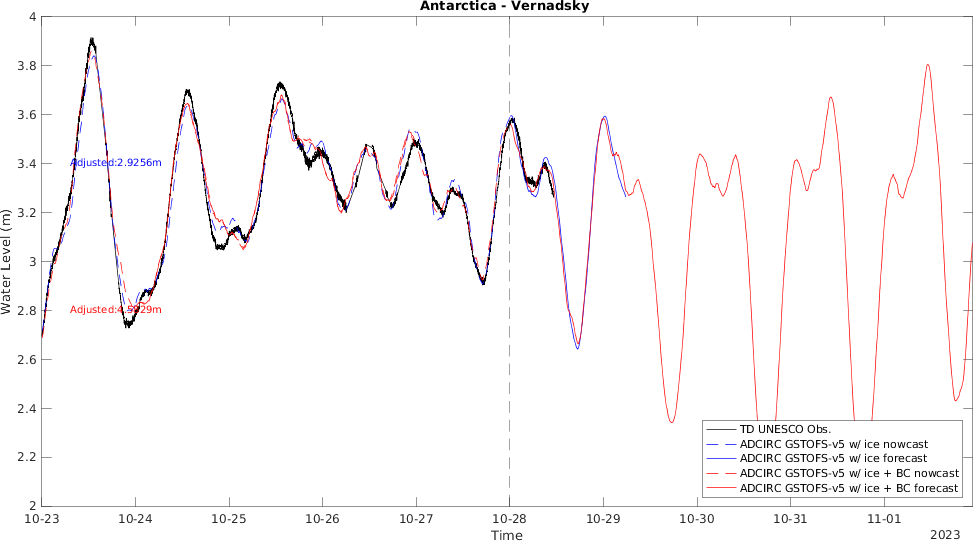 Antarctica - Vernadsky
4
3.8
3.6
3.4
3.2
3
2.8
2.6
2.4
2.2
2
Water Level (m)
Adjusted:2.9256m
Adjusted:4.5929m
TD UNESCO Obs.
ADCIRC GSTOFS-v5 w/ ice nowcast
ADCIRC GSTOFS-v5 w/ ice forecast
ADCIRC GSTOFS-v5 w/ ice + BC nowcast
ADCIRC GSTOFS-v5 w/ ice + BC forecast
10-23 10-24 10-25 10-26 10-27 10-28 10-29 10-30 10-31 11-01
Time
2023